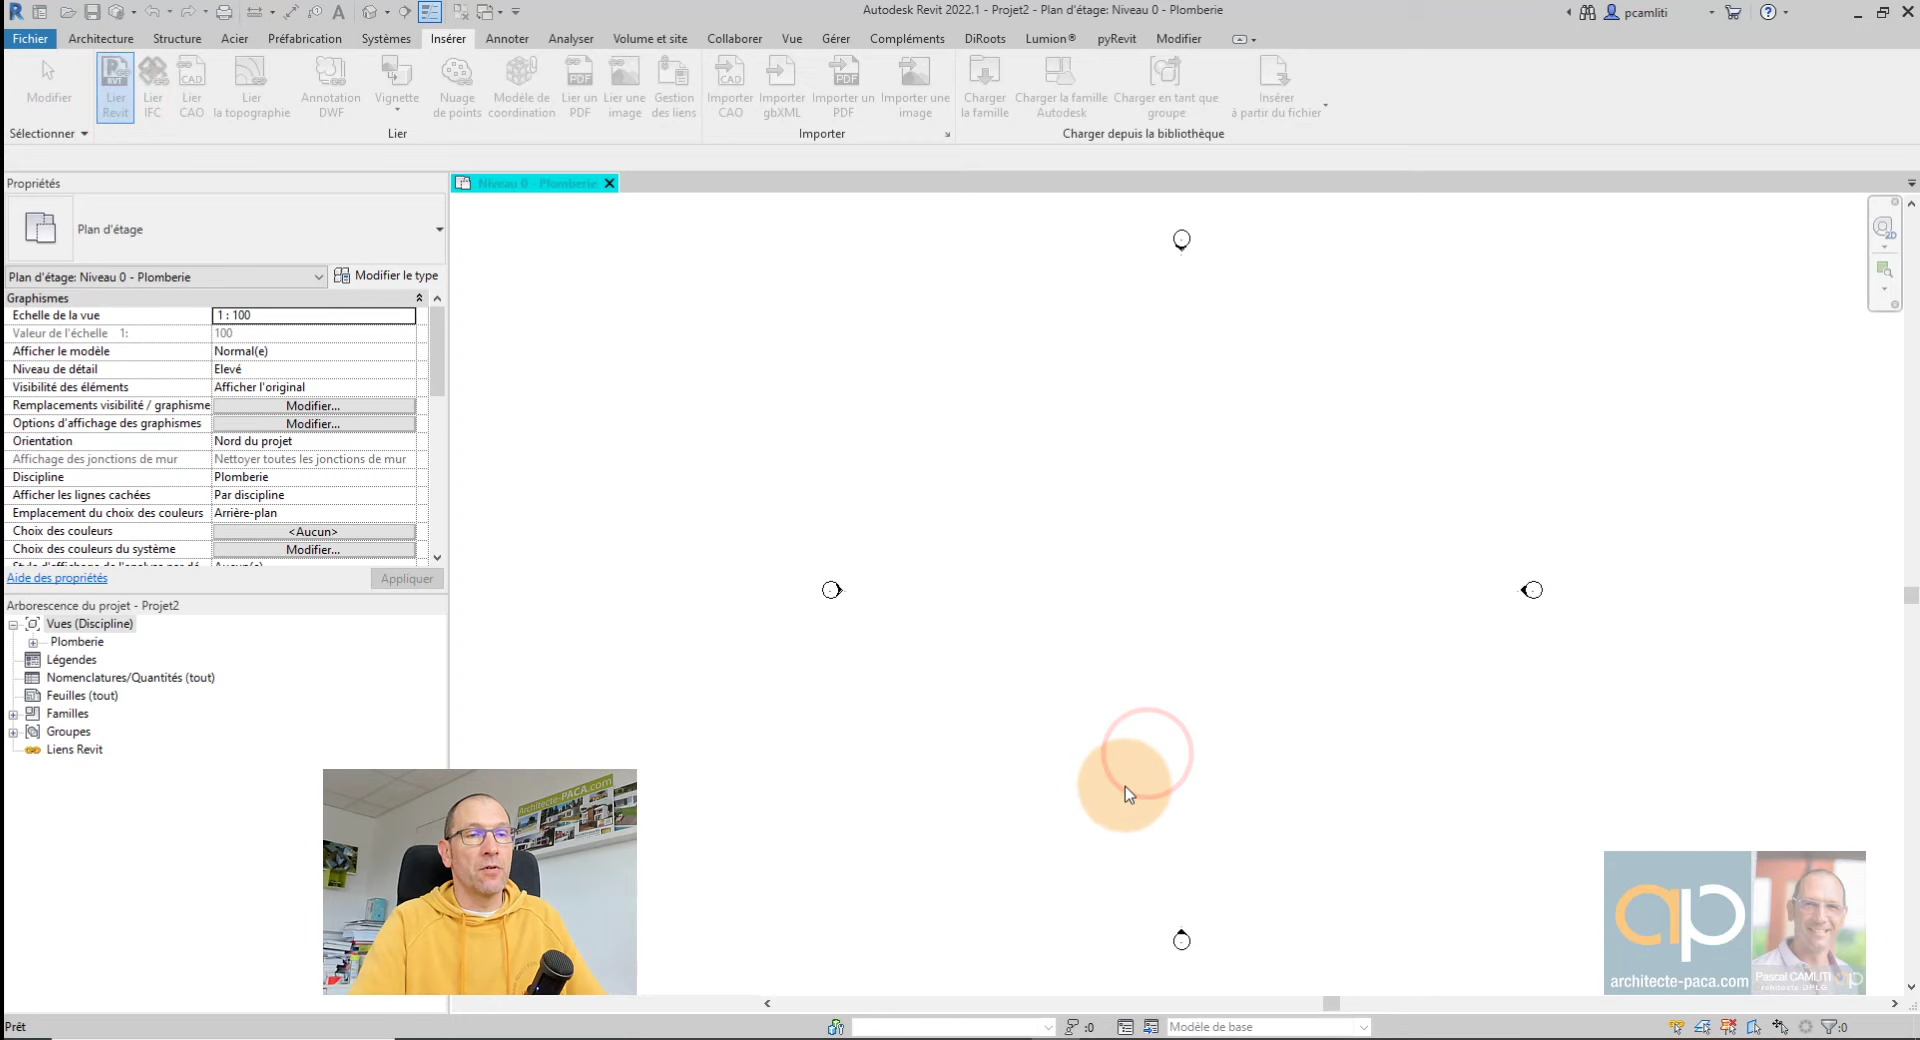 Autodesk Revit 2022.1 - Projet2 - Plan d'étage: Niveau 0 - Plomberie
pcamliti
Fichier Architecture Structure Acier Préfabrication Systèmes Insérer Annoter Analyser Volume et site Collaborer Vue Gérer Compléments DiRoots Lumion® pyRevit Modifier
Modifier
Lier
Revit
Lier
IFC
Lier
CAO
Lier
la topographie
Annotation
DWF
Vignette
Nuage
de points
Modèle de
coordination
Lier un
PDF
Lier une
image
Gestion
des liens
Importer
CAO
Importer
gbXML
Importer un
PDF
Importer une
image
Charger
la famille
Charger la famille
Autodesk
Charger en tant que
groupe
Insérer
à partir du fichier
Sélectionner
Lier
Importer
Charger depuis la bibliothèque
Propriétés
Niveau 0 - Plomberie
Plan d'étage
Plan d'étage: Niveau 0 - Plomberie
Modifier le type
Graphismes
Echelle de la vue 1 : 100
Valeur de l'échelle 1: 100
Afficher le modèle Normal(e)
Niveau de détail Elevé
Visibilité des éléments Afficher l'original
Remplacements visibilité / graphisme Modifier...
Options d'affichage des graphismes Modifier...
Orientation Nord du projet
Affichage des jonctions de mur Nettoyer toutes les jonctions de mur
Discipline Plomberie
Afficher les lignes cachées Par discipline
Emplacement du choix des couleurs Arrière-plan
Choix des couleurs <Aucun>
Choix des couleurs du système Modifier...
Aide des propriétés
Appliquer
Arborescence du projet - Projet2
Vues (Discipline)
Plomberie
Légendes
Nomenclatures/Quantités (tout)
Feuilles (tout)
Familles
Groupes
Liens Revit
Architecte-PACA.com
ap
architecte-paca.com
Pascal CAMLITI
Prêt
:0
Modèle de base
:0